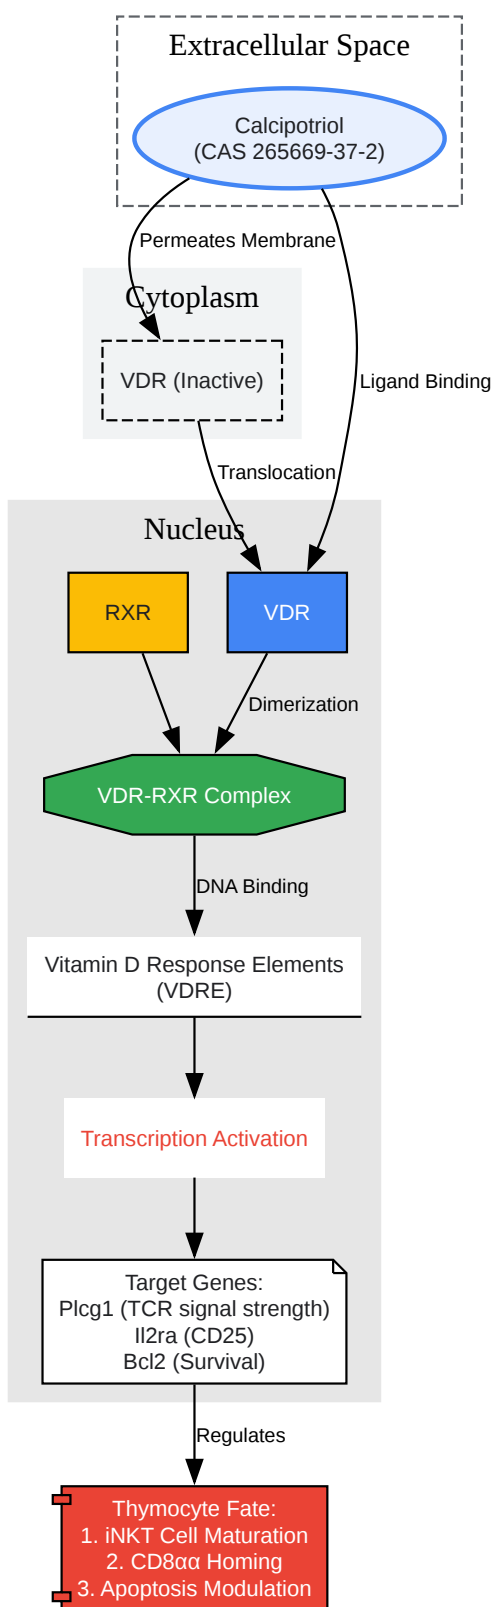 Extracellular Space
Calcipotriol
(CAS 265669-37-2)
Permeates Membrane
Cytoplasm
VDR (Inactive)
Ligand Binding
Translocation
Nucleus
RXR
VDR
Dimerization
VDR-RXR Complex
DNA Binding
Vitamin D Response Elements
(VDRE)
Transcription Activation
Target Genes:
Plcg1 (TCR signal strength)
Il2ra (CD25)
Bcl2 (Survival)
Regulates
Thymocyte Fate:
1. iNKT Cell Maturation
2. CD8αα Homing
3. Apoptosis Modulation